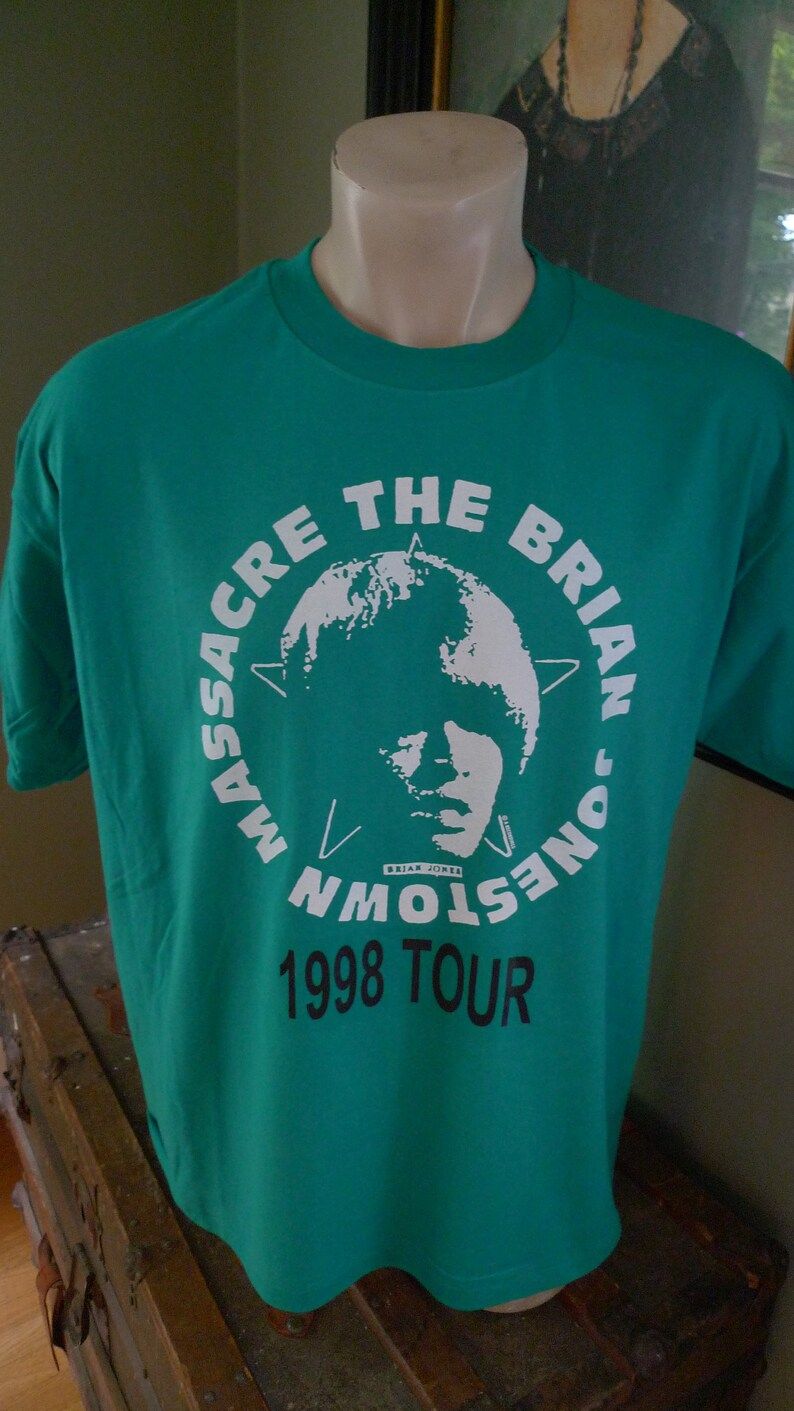 THE BRIAN JONESTOWN MASSACRE
BRIAN JONES
1998 TOUR